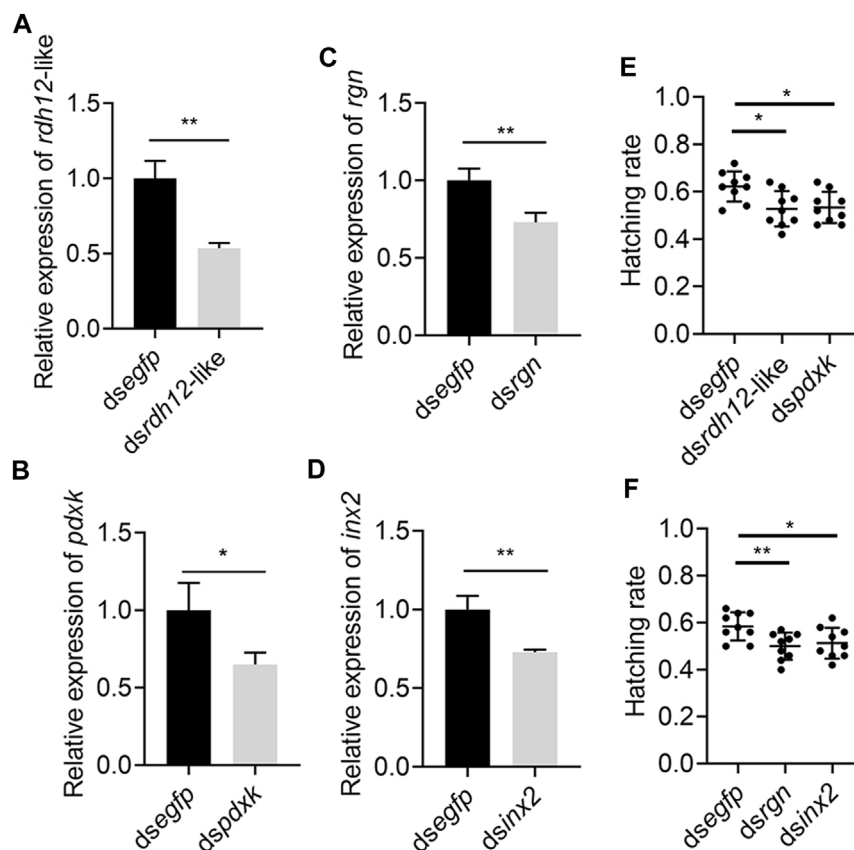 A
Relative expression of rdh12-like
1.5
1.0
0.5
0.0
**
dsegfp
dsrdh12-like
C
Relative expression of rgn
1.5
1.0
0.5
0.0
**
dsegfp
dsrgn
E
Hatching rate
1.0
0.8
0.6
0.4
0.2
0.0
*
*
dsegfp
dsrdh12-like
dspdxk
B
Relative expression of pdxk
1.5
1.0
0.5
0.0
*
dsegfp
dspdxk
D
Relative expression of inx2
1.5
1.0
0.5
0.0
**
dsegfp
dsinx2
F
Hatching rate
1.0
0.8
0.6
0.4
0.2
0.0
*
**
dsegfp
dsrgn
dsinx2